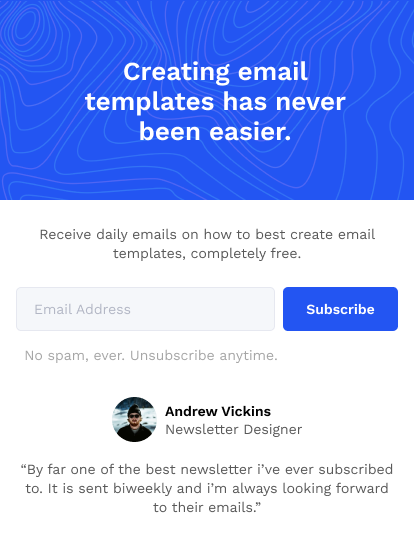 Creating email
templates has never
been easier.
Receive daily emails on how to best create email
templates, completely free.
Email Address
Subscribe
No spam, ever. Unsubscribe anytime.
Andrew Vickins
Newsletter Designer
“By far one of the best newsletter i’ve ever subscribed
to. It is sent biweekly and i’m always looking forward
to their emails.”